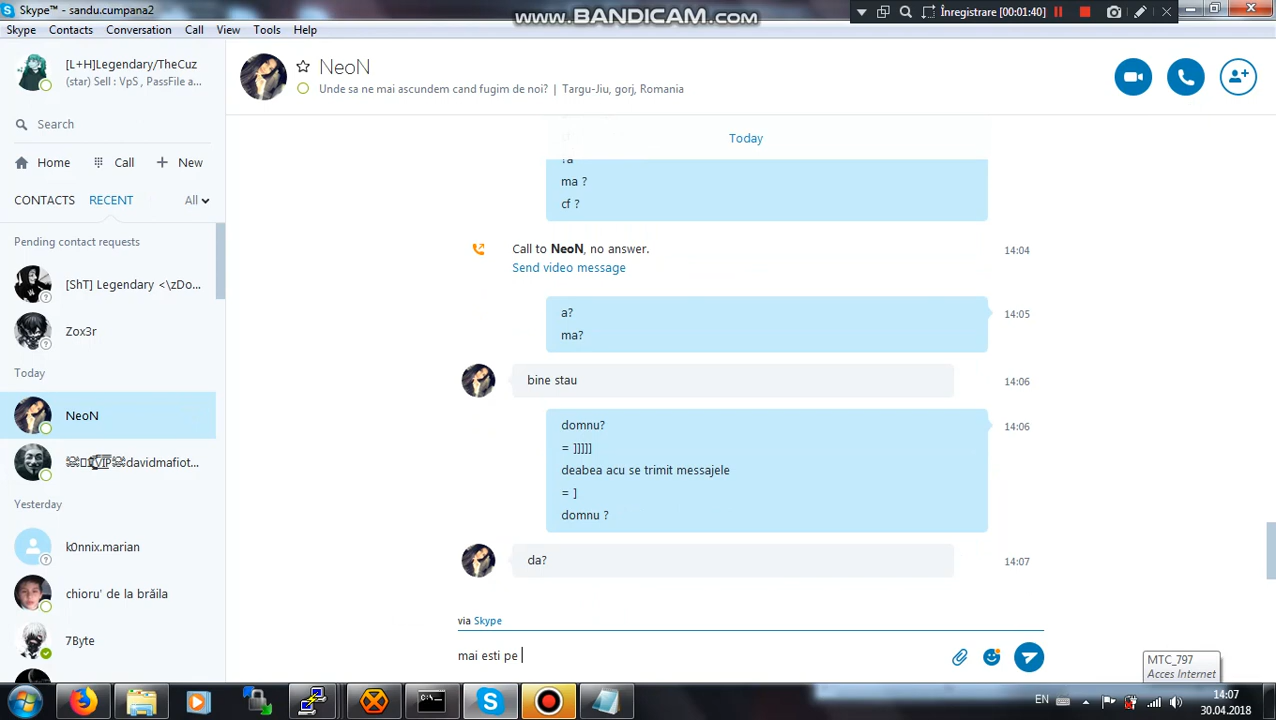 Skype™ - sandu.cumpana2
www.BANDICAM.com
Înregistrare [00:01:40]
Skype Contacts Conversation Call View Tools Help
[L+H]Legendary/TheCuz
(star) Sell : VpS , PassFile a...
NeoN
Unde sa ne mai ascundem cand fugim de noi? | Targu-Jiu, gorj, Romania
Search
Home Call New
CONTACTS RECENT All
Pending contact requests
[ShT] Legendary <\zDo...
Zox3r
Today
NeoN
davidmafiot...
Yesterday
k0nnix.marian
chioru' de la brăila
7Byte
Today
ma ?
cf ?
Call to NeoN, no answer. 14:04
Send video message
a? 14:05
ma?
bine stau 14:06
domnu? 14:06
= ]]]]]
deabea acu se trimit messajele
= ]
domnu ?
da? 14:07
via Skype
mai esti pe
MTC_797
Acces Internet
EN
14:07
30.04.2018